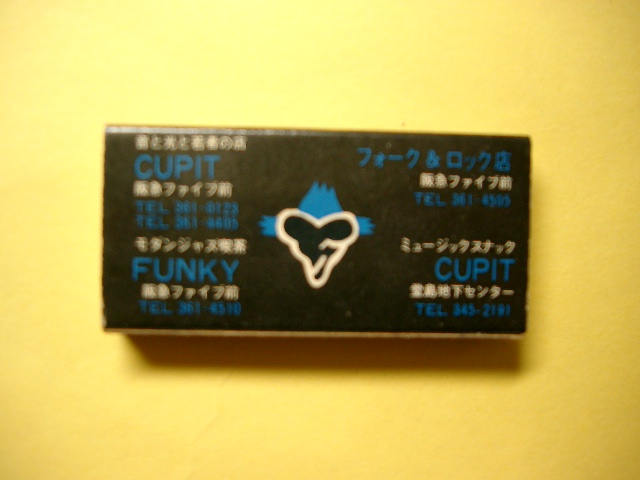 音と光と若者の店
CUPIT
阪急ファイブ前
TEL 361-0123
TEL 361-4405
モダンジャズ喫茶
FUNKY
阪急ファイブ前
TEL 361-4510
フォーク&ロック店
阪急ファイブ前
TEL 361-4505
ミュージックスナック
CUPIT
堂島地下センター
TEL 345-2191